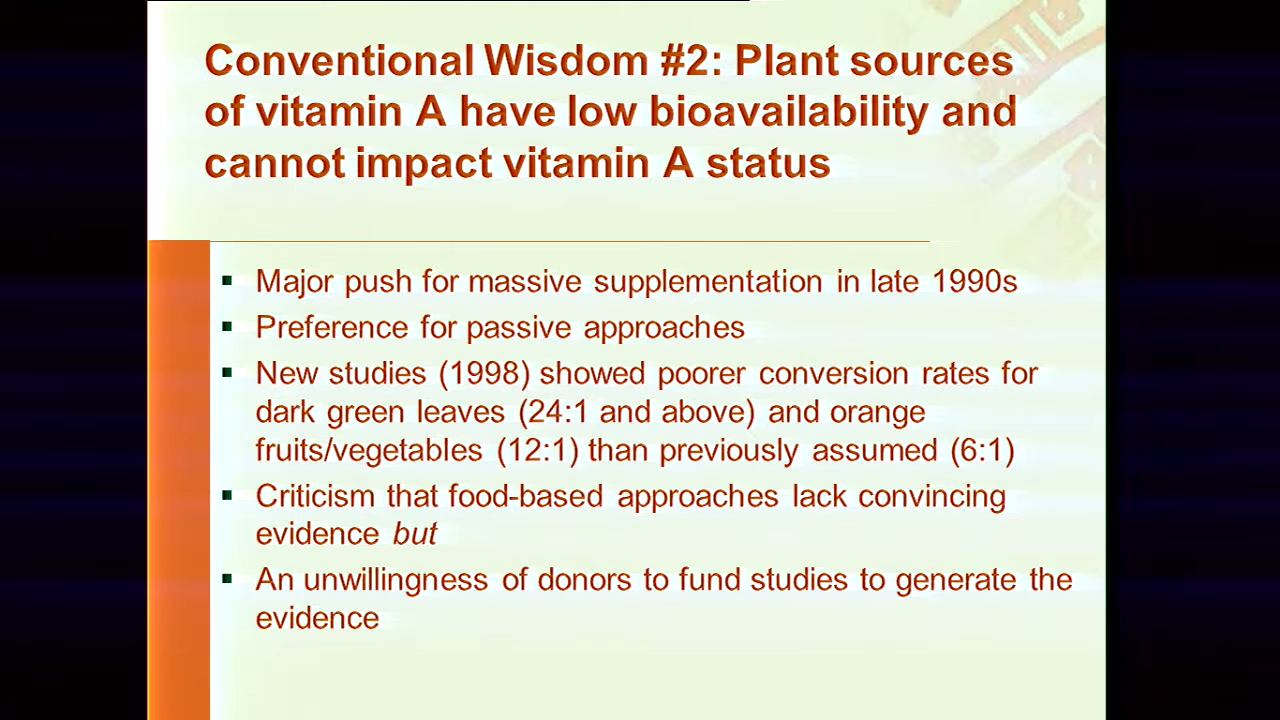 Conventional Wisdom #2: Plant sources
of vitamin A have low bioavailability and
cannot impact vitamin A status
▪ Major push for massive supplementation in late 1990s
▪ Preference for passive approaches
▪ New studies (1998) showed poorer conversion rates for
dark green leaves (24:1 and above) and orange
fruits/vegetables (12:1) than previously assumed (6:1)
▪ Criticism that food-based approaches lack convincing
evidence but
▪ An unwillingness of donors to fund studies to generate the
evidence